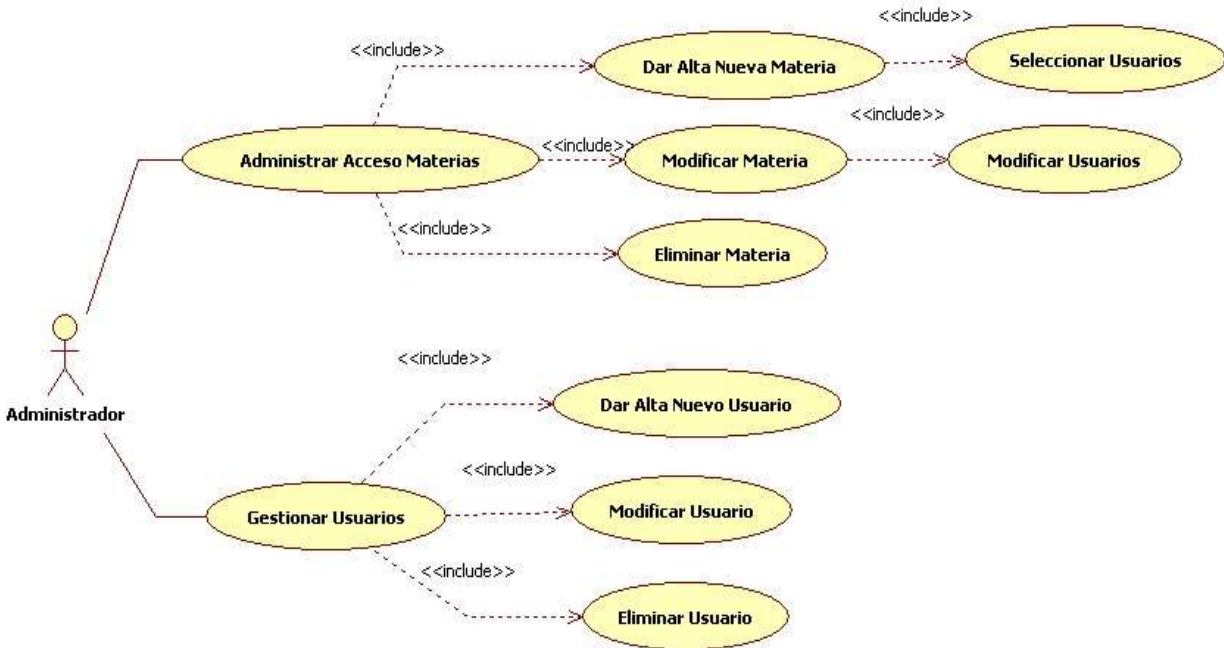 <<include>>
<<include>>
Dar Alta Nueva Materia
Seleccionar Usuarios
<<include>>
<<include>>
Administrar Acceso Materias
Modificar Materia
Modificar Usuarios
<<include>>
Eliminar Materia
Administrador
<<include>>
Dar Alta Nuevo Usuario
<<include>>
Gestionar Usuarios
Modificar Usuario
<<include>>
Eliminar Usuario